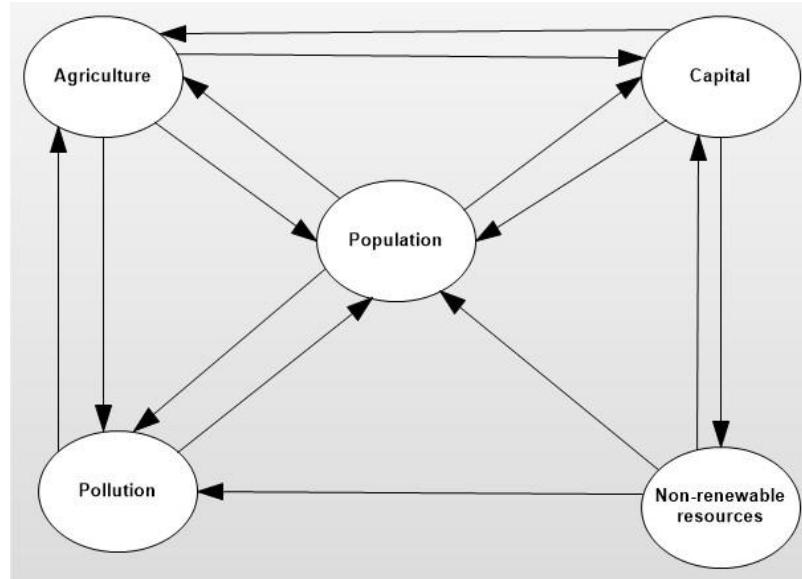 Agriculture
Capital
Population
Pollution
Non-renewable
resources